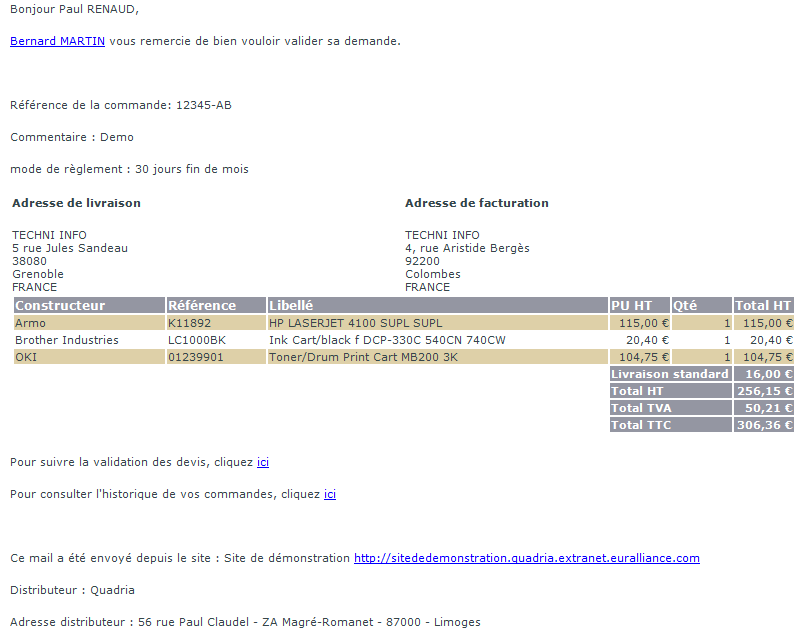 Bonjour Paul RENAUD,
Bernard MARTIN vous remercie de bien vouloir valider sa demande.
Référence de la commande: 12345-AB
Commentaire : Demo
mode de règlement : 30 jours fin de mois
Adresse de livraison
TECHNI INFO
5 rue Jules Sandeau
38080
Grenoble
FRANCE
Adresse de facturation
TECHNI INFO
4, rue Aristide Bergès
92200
Colombes
FRANCE
Constructeur Référence Libellé PU HT Qté Total HT
Armo K11892 HP LASERJET 4100 SUPL SUPL 115,00 € 1 115,00 €
Brother Industries LC1000BK Ink Cart/black f DCP-330C 540CN 740CW 20,40 € 1 20,40 €
OKI 01239901 Toner/Drum Print Cart MB200 3K 104,75 € 1 104,75 €
Livraison standard 16,00 €
Total HT 256,15 €
Total TVA 50,21 €
Total TTC 306,36 €
Pour suivre la validation des devis, cliquez ici
Pour consulter l'historique de vos commandes, cliquez ici
Ce mail a été envoyé depuis le site : Site de démonstration http://sitededemonstration.quadria.extranet.euralliance.com
Distributeur : Quadria
Adresse distributeur : 56 rue Paul Claudel - ZA Magré-Romanet - 87000 - Limoges